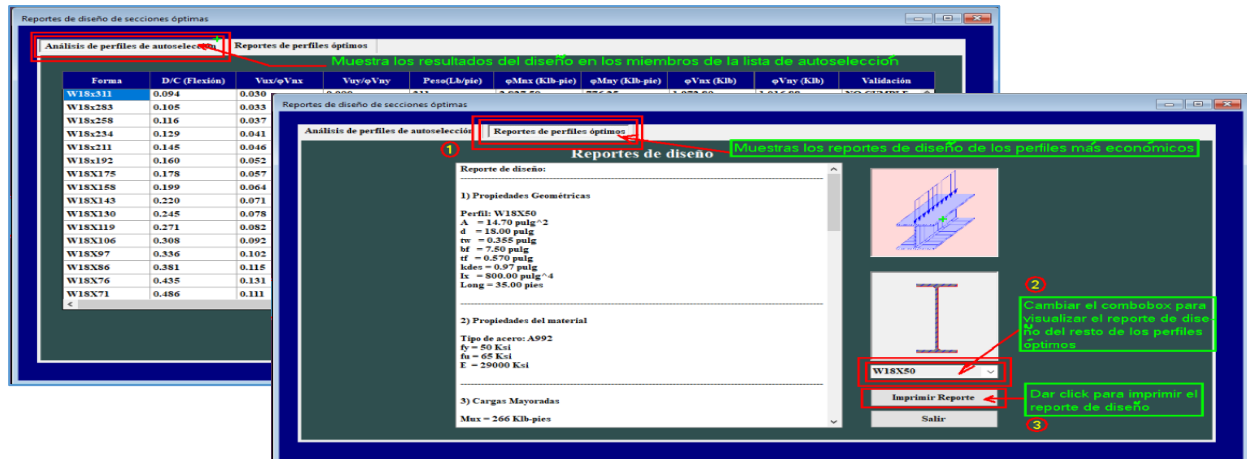 Reportes de diseño de secciones óptimas
Análisis de perfiles de autoselección Reportes de perfiles óptimos
Muestra los resultados del diseño en los miembros de la lista de autoselección
Forma D/C (Flexión) Vux/φVnx Vuy/φVny Peso(Lb/pie) φMnx (Klb-pie) φMny (Klb-pie) φVnx (Klb) φVny (Klb) Validación
W18x311 0.094 0.030
W18x283 0.105 0.033
W18x258 0.116 0.037
W18x234 0.129 0.041
W18x211 0.145 0.046
W18x192 0.160 0.052
W18X175 0.178 0.057
W18X158 0.199 0.064
W18X143 0.220 0.071
W18X130 0.245 0.078
W18X119 0.271 0.082
W18X106 0.308 0.092
W18X97 0.336 0.102
W18X86 0.381 0.115
W18X76 0.435 0.131
W18X71 0.486 0.111
Reportes de diseño de secciones óptimas
Análisis de perfiles de autoselección Reportes de perfiles óptimos
1
Muestras los reportes de diseño de los perfiles más económicos
Reportes de diseño
Reporte de diseño:
1) Propiedades Geométricas
Perfil: W18X50
A = 14.70 pulg^2
d = 18.00 pulg
tw = 0.355 pulg
bf = 7.50 pulg
tf = 0.570 pulg
kdes = 0.97 pulg
Ix = 800.00 pulg^4
Long = 35.00 pies
2) Propiedades del material
Tipo de acero: A992
fy = 50 Ksi
fu = 65 Ksi
E = 29000 Ksi
3) Cargas Mayoradas
Mux = 266 Klb-pies
2
Cambiar el combobox para
visualizar el reporte de dise-
ño del resto de los perfiles
óptimos
W18X50
Imprimir Reporte
Dar click para imprimir el
reporte de diseño
Salir
3